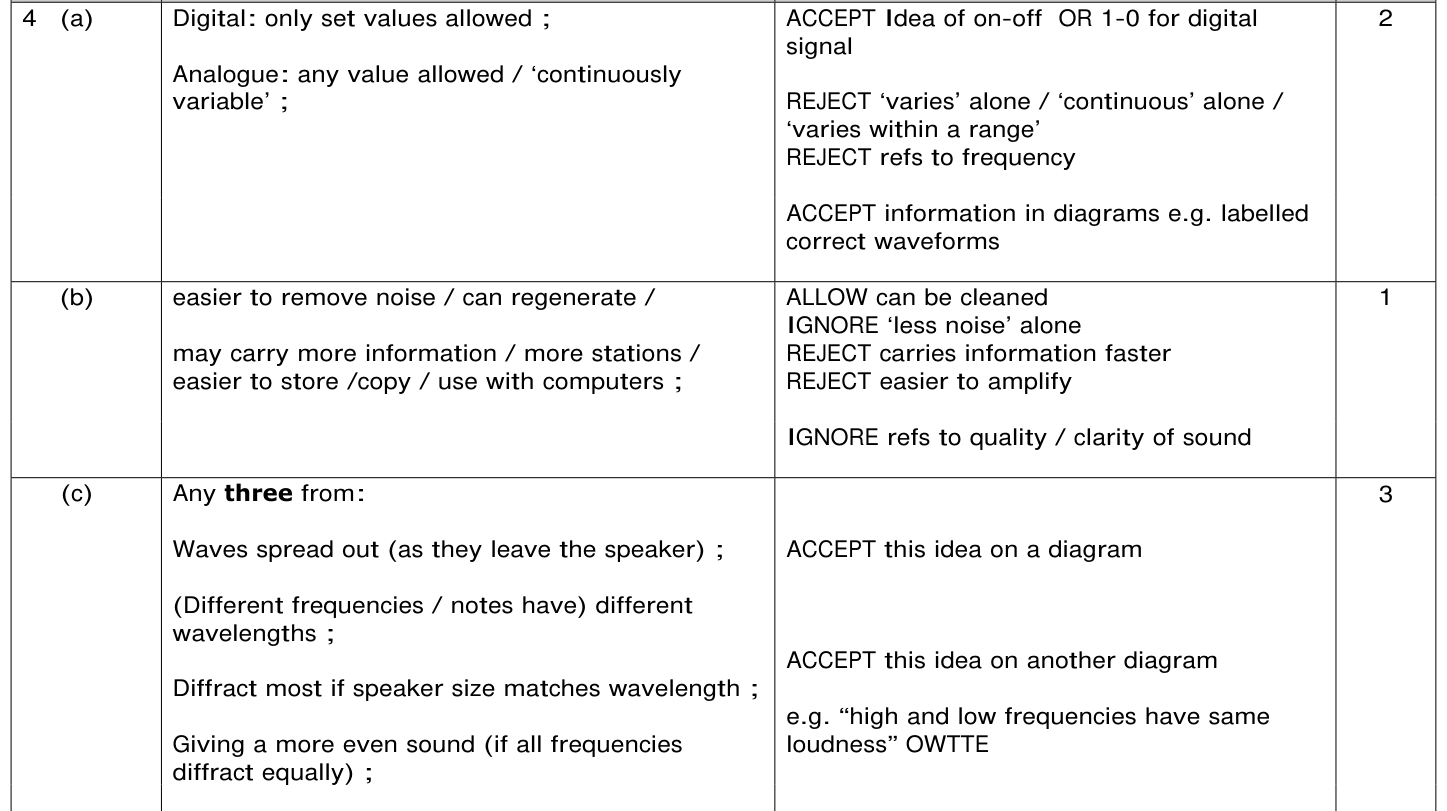 4 (a)
Digital: only set values allowed ;
Analogue: any value allowed / ‘continuously
variable’ ;
ACCEPT Idea of on-off OR 1-0 for digital
signal
REJECT ‘varies’ alone / ‘continuous’ alone /
‘varies within a range’
REJECT refs to frequency
ACCEPT information in diagrams e.g. labelled
correct waveforms
2
(b)
easier to remove noise / can regenerate /
may carry more information / more stations /
easier to store /copy / use with computers ;
ALLOW can be cleaned
IGNORE ‘less noise’ alone
REJECT carries information faster
REJECT easier to amplify
IGNORE refs to quality / clarity of sound
1
(c)
Any three from:
Waves spread out (as they leave the speaker) ;
(Different frequencies / notes have) different
wavelengths ;
Diffract most if speaker size matches wavelength ;
Giving a more even sound (if all frequencies
diffract equally) ;
ACCEPT this idea on a diagram
ACCEPT this idea on another diagram
e.g. “high and low frequencies have same
loudness” OWTTE
3